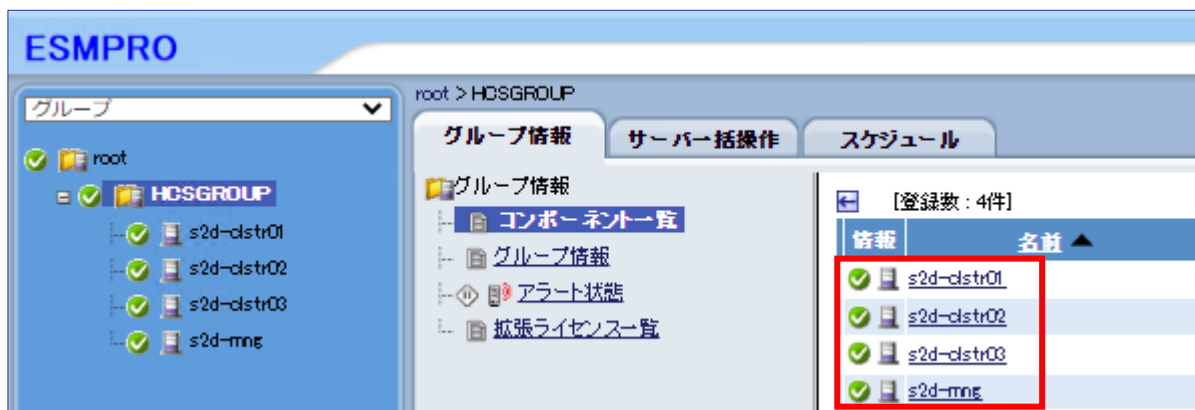 ESMPRO
グループ
root
HCSGROUP
s2d-clstr01
s2d-clstr02
s2d-clstr03
s2d-mng
root > HCSGROUP
グループ情報
サーバー括操作
スケジュール
グループ情報
コンポーネント一覧
グループ情報
アラート状態
拡張ライセンス一覧
[登録数 : 4件]
情報 名前 ▲
s2d-clstr01
s2d-clstr02
s2d-clstr03
s2d-mng